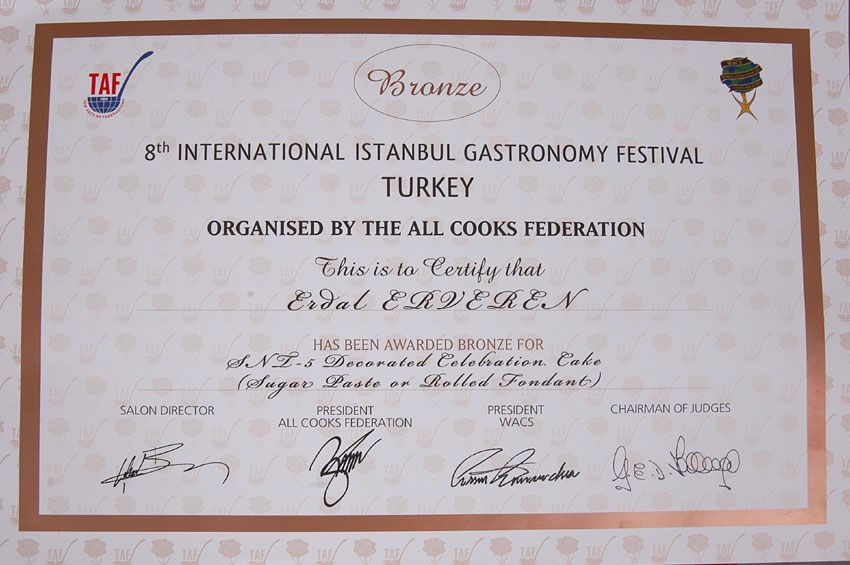 TAF
Bronze
8th INTERNATIONAL ISTANBUL GASTRONOMY FESTIVAL
TURKEY
ORGANISED BY THE ALL COOKS FEDERATION
This is to Certify that
Erdal ERVEREN
HAS BEEN AWARDED BRONZE FOR
SNT-5 Decorated Celebration Cake
(Sugar Paste or Rolled Fondant)
SALON DIRECTOR
PRESIDENT
ALL COOKS FEDERATION
PRESIDENT
WACS
CHAIRMAN OF JUDGES